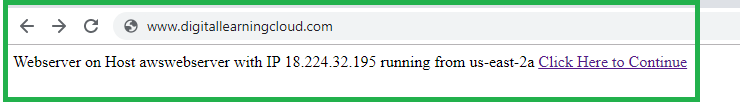 www.digitallearningcloud.com
Webserver on Host awswebserver with IP 18.224.32.195 running from us-east-2a Click Here to Continue